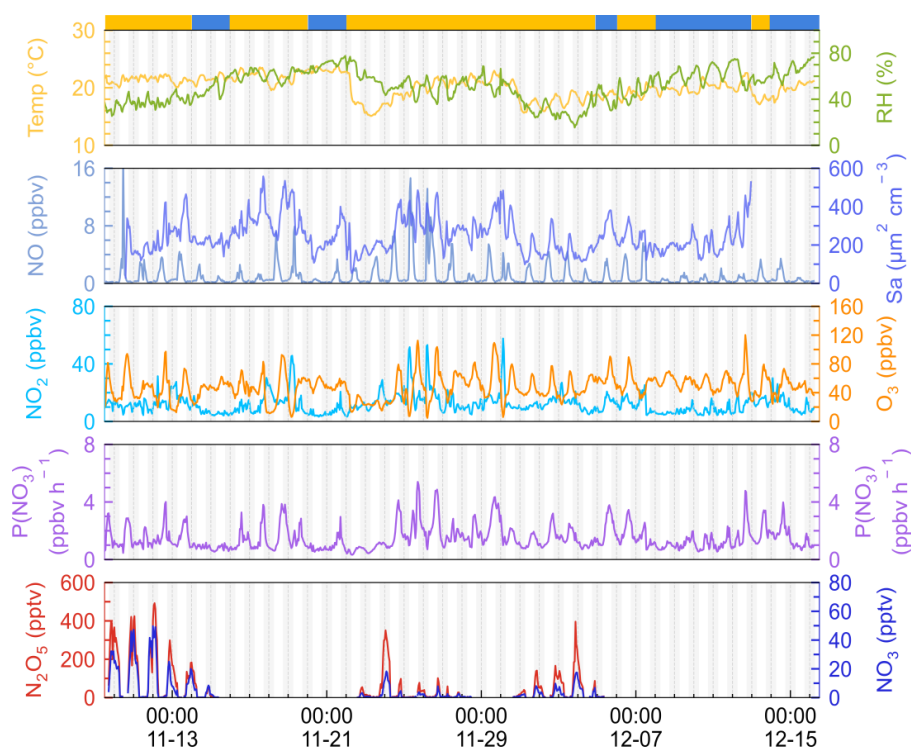 30
20
10
Temp (°C)
80
40
0
RH (%)
16
8
0
NO (ppbv)
600
400
200
0
Sa (μm² cm⁻³)
80
40
0
NO₂ (ppbv)
160
120
80
40
0
O₃ (ppbv)
8
4
0
P(NO₃)
(ppbv h⁻¹)
8
4
0
P(NO₃)
(ppbv h⁻¹)
600
400
200
0
N₂O₅ (pptv)
80
60
40
20
0
NO₃ (pptv)
00:00 00:00 00:00 00:00 00:00
11-13 11-21 11-29 12-07 12-15